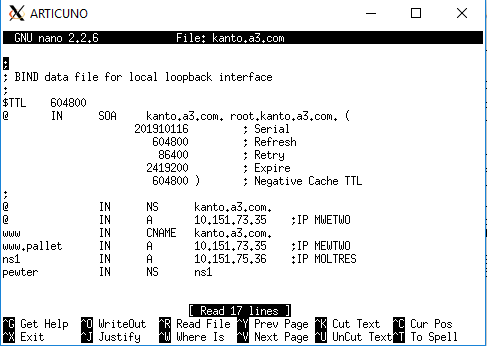 ARTICUNO
GNU nano 2.2.6 File: kanto.a3.com
;
; BIND data file for local loopback interface
;
$TTL 604800
@ IN SOA kanto.a3.com. root.kanto.a3.com. (
201910116 ; Serial
604800 ; Refresh
86400 ; Retry
2419200 ; Expire
604800 ) ; Negative Cache TTL
;
@ IN NS kanto.a3.com.
@ IN A 10.151.73.35 ;IP MWETWO
www IN CNAME kanto.a3.com.
www.pallet IN A 10.151.73.35 ;IP MEWTWO
ns1 IN A 10.151.75.36 ;IP MOLTRES
pewter IN NS ns1
[ Read 17 lines ]
^G Get Help ^O WriteOut ^R Read File ^Y Prev Page ^K Cut Text ^C Cur Pos
^X Exit ^J Justify ^W Where Is ^V Next Page ^U UnCut Text ^T To Spell